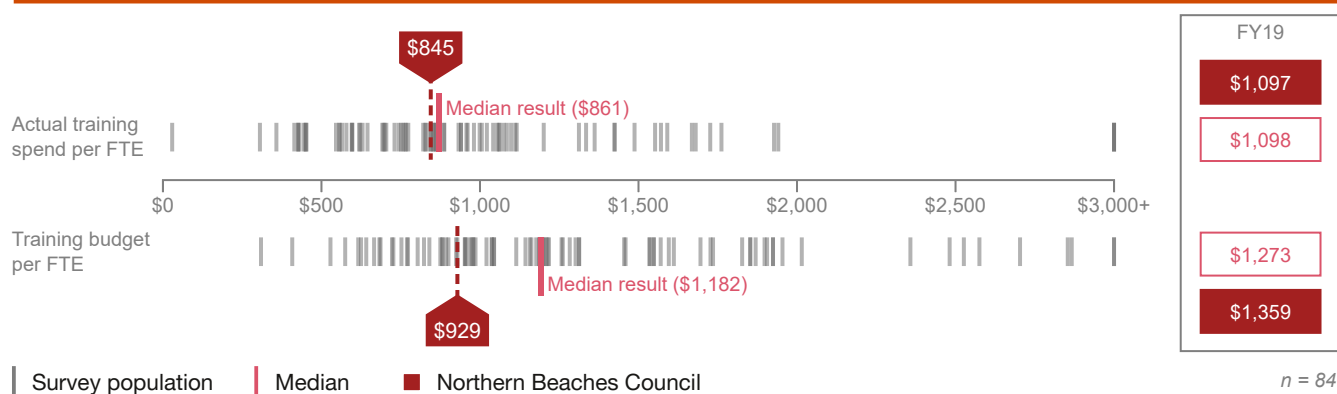 FY19
$845
$1,097
Median result ($861)
Actual training
spend per FTE
$1,098
$0
$500
$1,000
$1,500
$2,000
$2,500
$3,000+
Training budget
per FTE
$1,273
Median result ($1,182)
$929
$1,359
Survey population
Median
Northern Beaches Council
n = 84